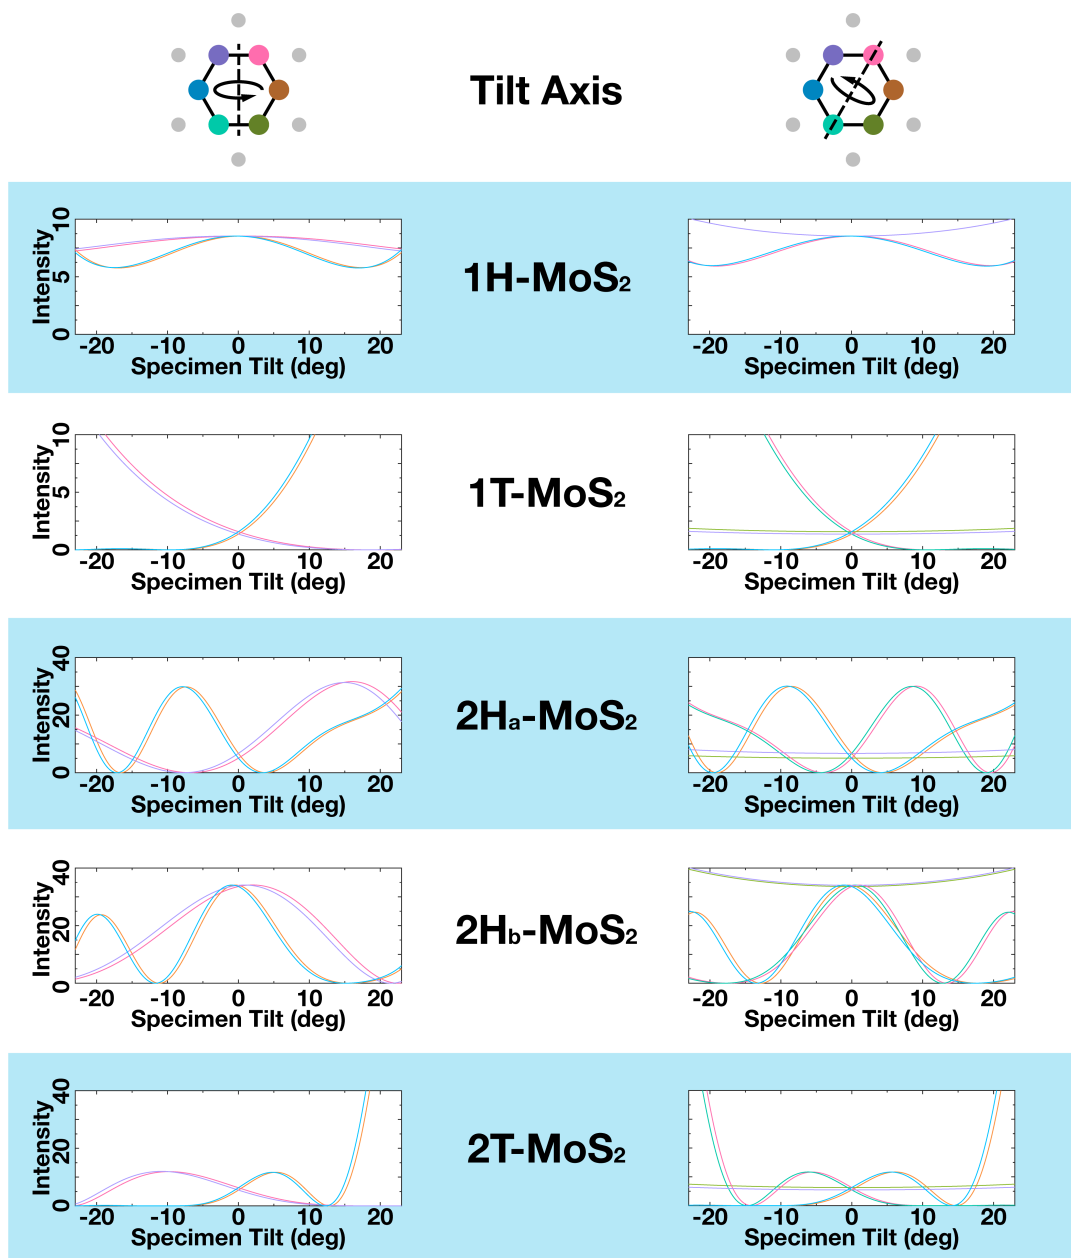 Tilt Axis
10
5
0
Intensity
-20 -10 0 10 20
Specimen Tilt (deg)
1H-MoS2
-20 -10 0 10 20
Specimen Tilt (deg)
10
5
0
Intensity
-20 -10 0 10 20
Specimen Tilt (deg)
1T-MoS2
-20 -10 0 10 20
Specimen Tilt (deg)
40
20
0
Intensity
-20 -10 0 10 20
Specimen Tilt (deg)
2Ha-MoS2
-20 -10 0 10 20
Specimen Tilt (deg)
40
20
0
Intensity
-20 -10 0 10 20
Specimen Tilt (deg)
2Hb-MoS2
-20 -10 0 10 20
Specimen Tilt (deg)
40
20
0
Intensity
-20 -10 0 10 20
Specimen Tilt (deg)
2T-MoS2
-20 -10 0 10 20
Specimen Tilt (deg)